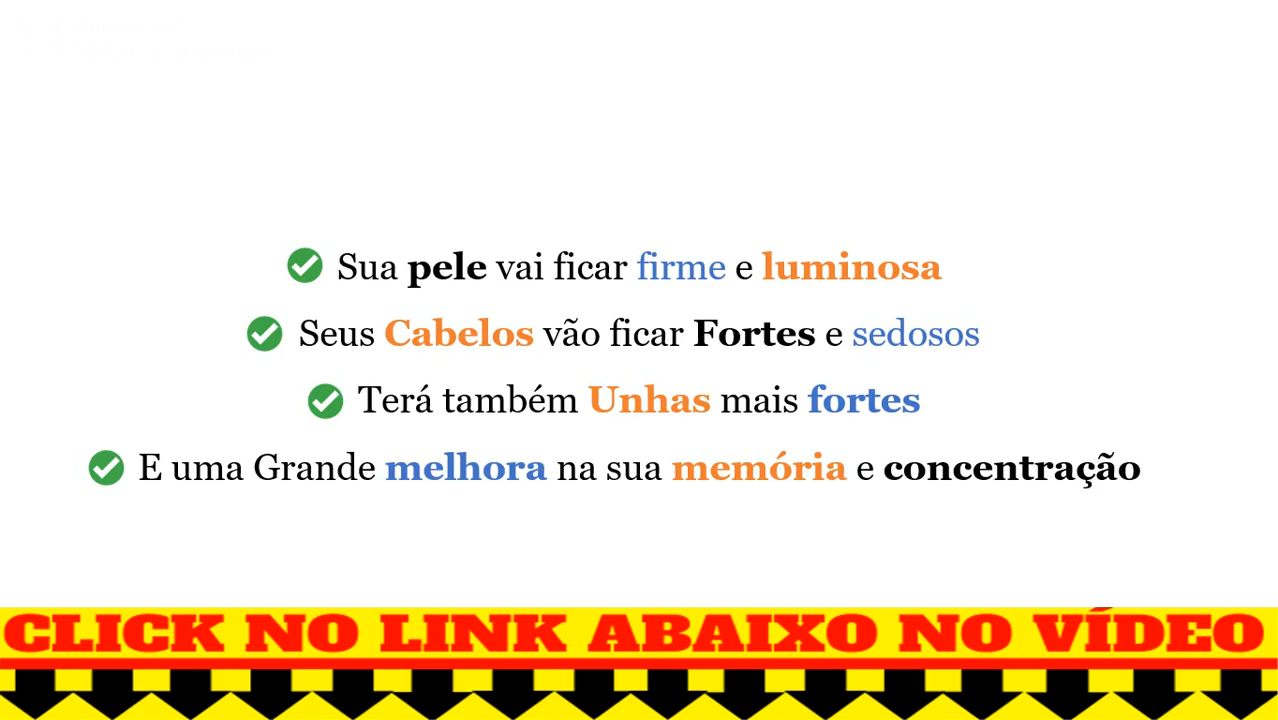 Sua pele vai ficar firme e luminosa
Seus Cabelos vão ficar Fortes e sedosos
Terá também Unhas mais fortes
E uma Grande melhora na sua memória e concentração
CLICK NO LINK ABAIXO NO VÍDEO